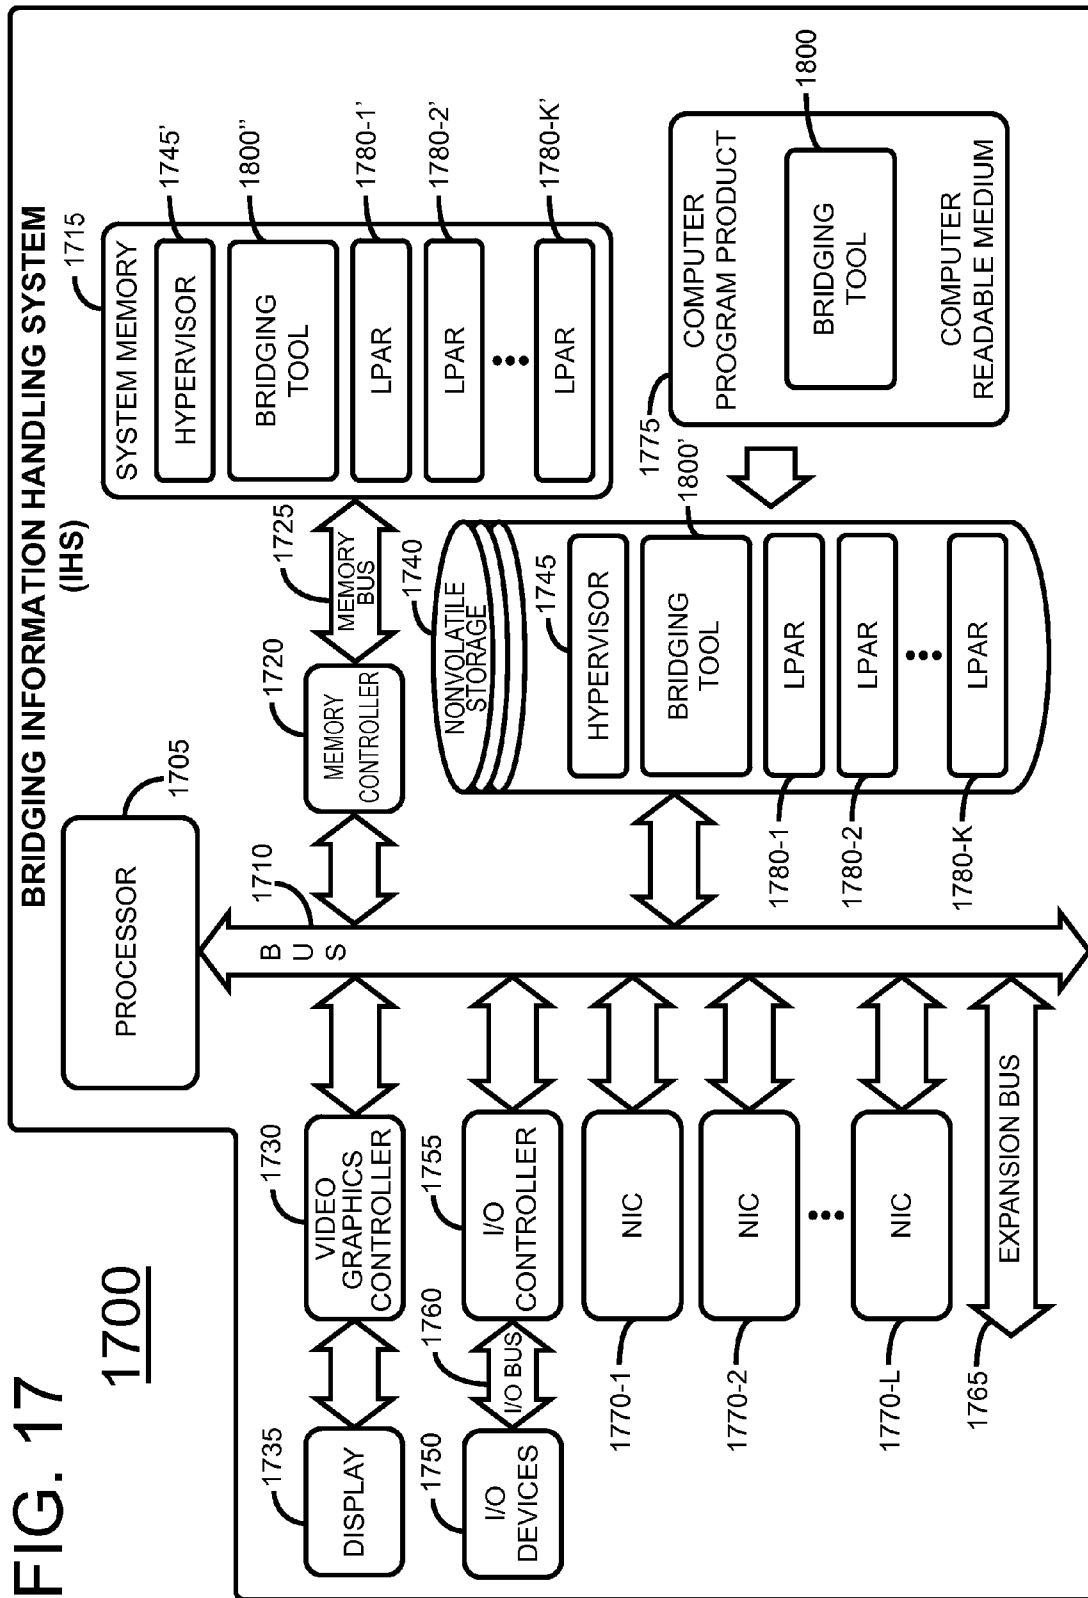 FIG. 17
1700
BRIDGING INFORMATION HANDLING SYSTEM
(IHS)
PROCESSOR
1705
BUS
1710
1715
SYSTEM MEMORY
HYPERVISOR
1745'
BRIDGING
TOOL
1800''
LPAR
1780-1'
LPAR
1780-2'
LPAR
1780-K'
MEMORY
BUS
1725
MEMORY
CONTROLLER
1720
VIDEO
GRAPHICS
CONTROLLER
1730
DISPLAY
1735
NONVOLATILE
STORAGE
1740
HYPERVISOR
1745
BRIDGING
TOOL
1800'
LPAR
1780-1
LPAR
1780-2
LPAR
1780-K
1775
COMPUTER
PROGRAM PRODUCT
BRIDGING
TOOL
1800
COMPUTER
READABLE MEDIUM
I/O
DEVICES
1750
I/O BUS
1760
I/O
CONTROLLER
1755
NIC
1770-1
NIC
1770-2
NIC
1770-L
EXPANSION BUS
1765